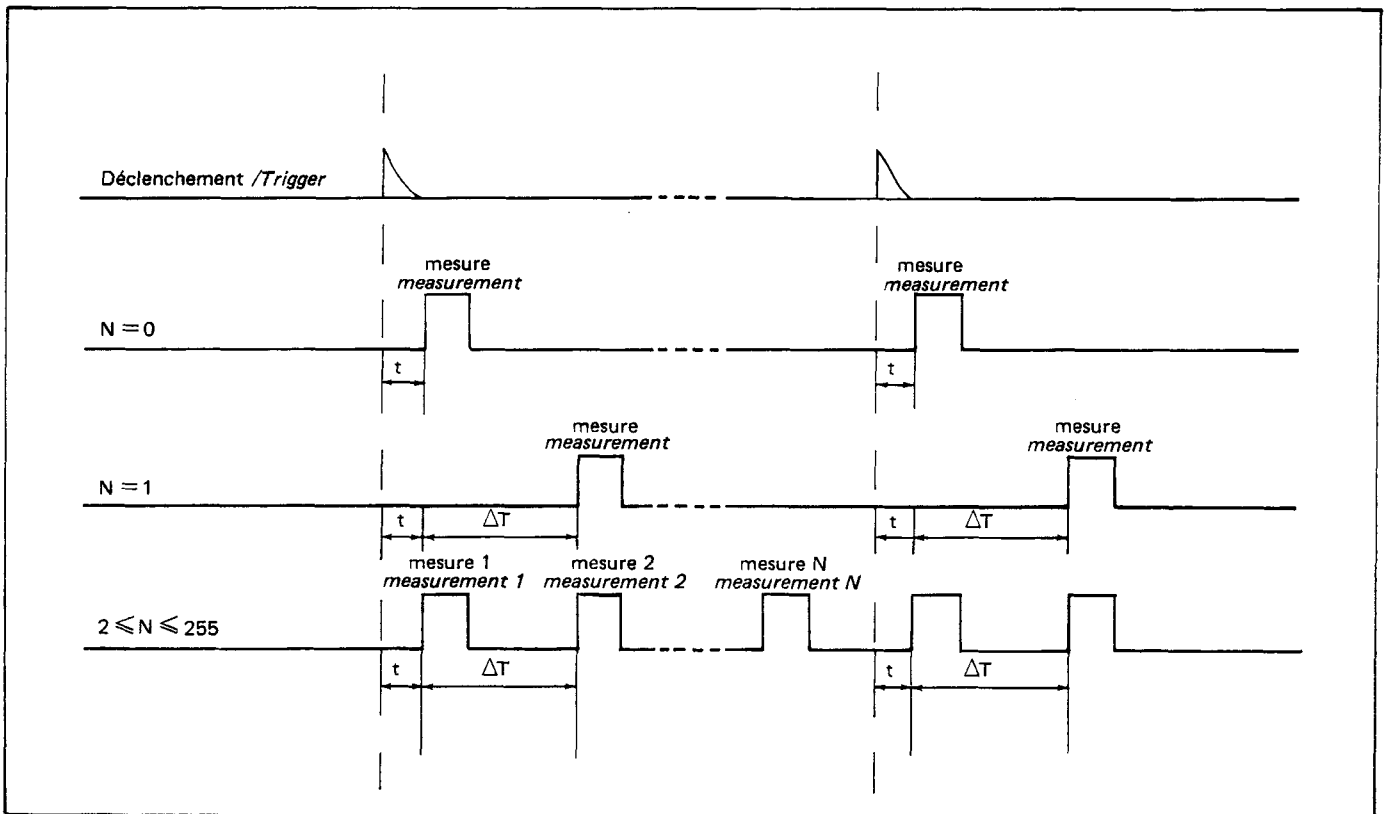 Déclenchement /Trigger
mesure
measurement
mesure
measurement
N = 0
t
t
mesure
measurement
mesure
measurement
N = 1
t
ΔT
t
ΔT
mesure 1
measurement 1
mesure 2
measurement 2
mesure N
measurement N
2 ⩽ N ⩽ 255
t
ΔT
t
ΔT